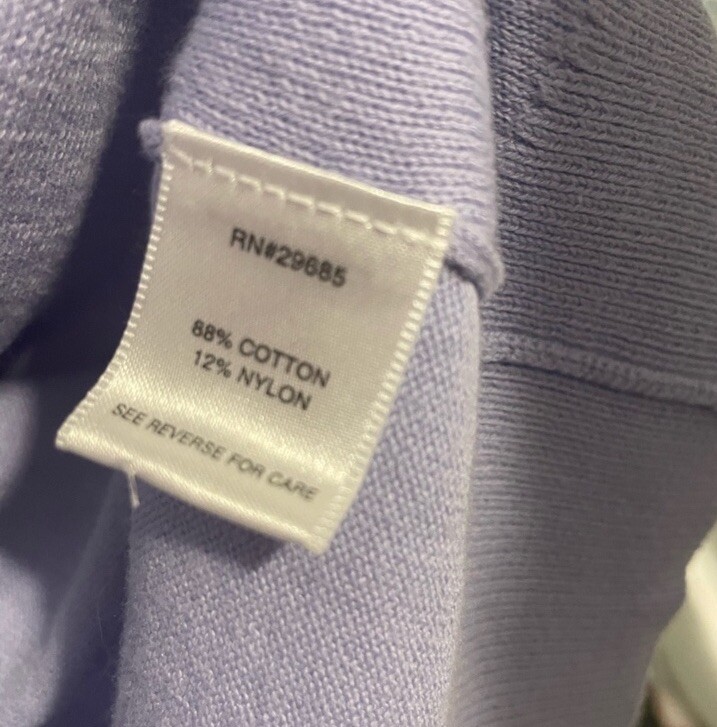 RN#29685
88% COTTON
12% NYLON
SEE REVERSE FOR CARE